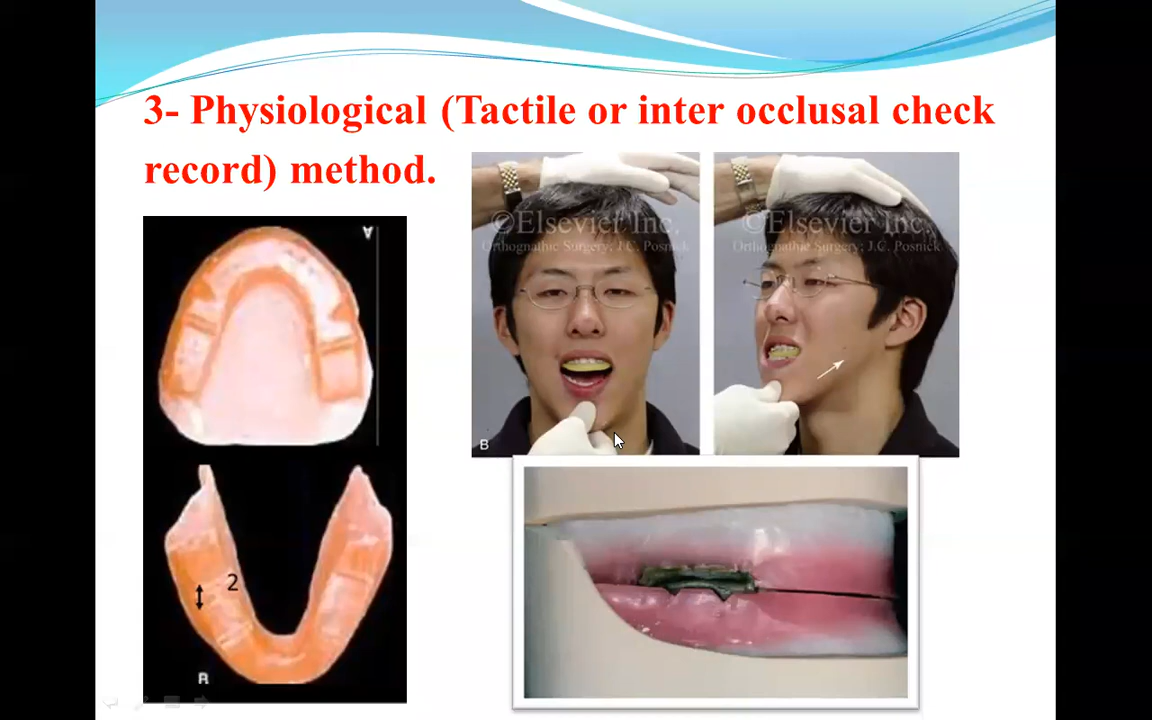 3- Physiological (Tactile or inter occlusal check
record) method.
©Elsevier Inc.
Orthognathic Surgery; J.C. Posnick
©Elsevier Inc.
Orthognathic Surgery; J.C. Posnick
A
B
2
B